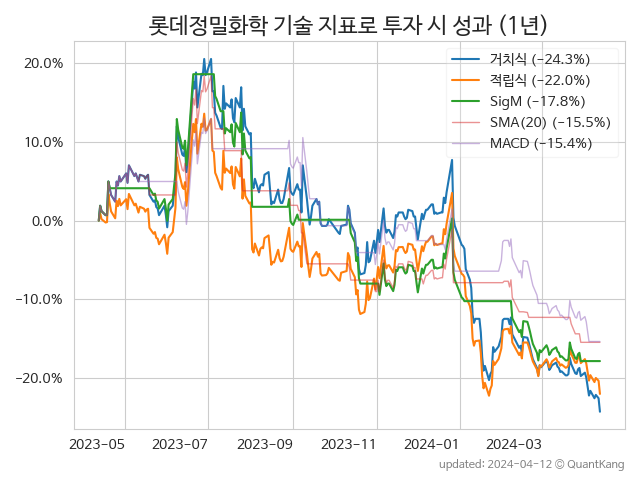 롯데정밀화학 기술 지표로 투자 시 성과 (1년)
거치식 (−24.3%)
적립식 (−22.0%)
SigM (−17.8%)
SMA(20) (−15.5%)
MACD (−15.4%)
20.0%
10.0%
0.0%
−10.0%
−20.0%
2023-05 2023-07 2023-09 2023-11 2024-01 2024-03
updated: 2024-04-12 © QuantKang